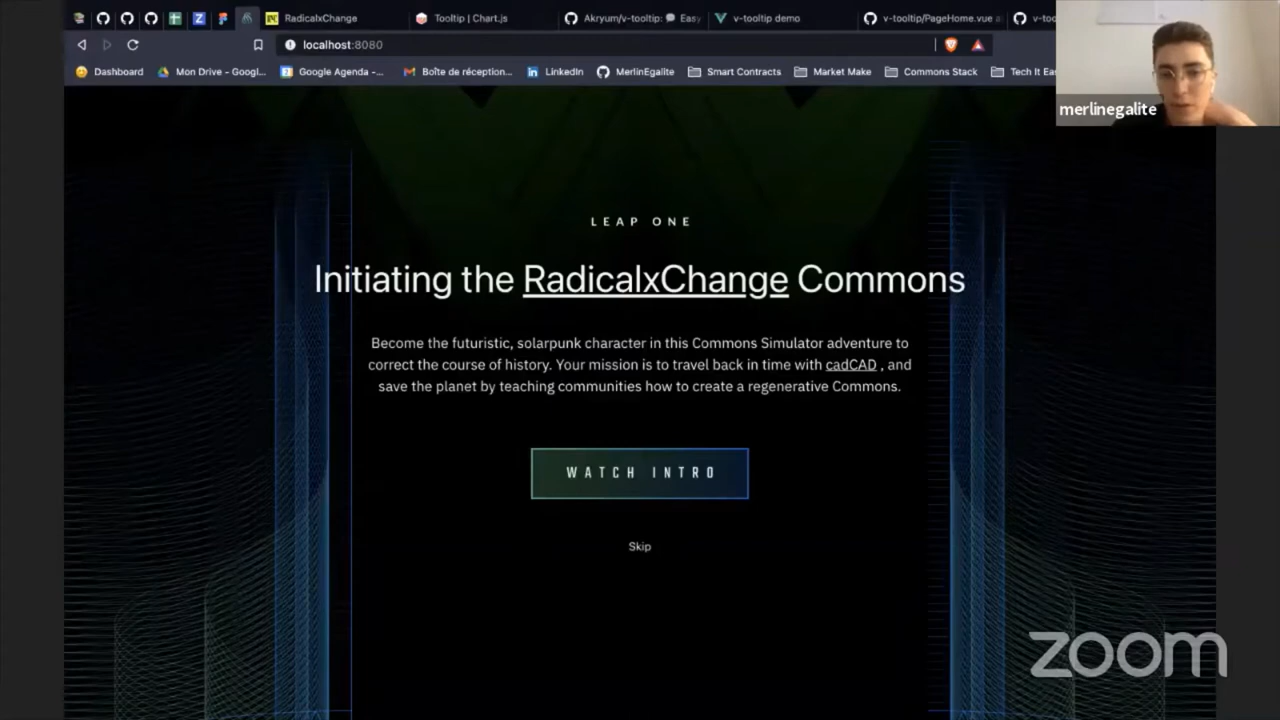 RadicalxChange
Tooltip | Chart.js
Akryum/v-tooltip: 💬 Easy
v-tooltip demo
v-tooltip/PageHome.vue a
v-too
localhost:8080
Dashboard
Mon Drive - Googl...
Google Agenda -...
Boîte de réception...
LinkedIn
MerlinEgalite
Smart Contracts
Market Make
Commons Stack
Tech It Eas
merlinegalite
LEAP ONE
Initiating the RadicalxChange Commons
Become the futuristic, solarpunk character in this Commons Simulator adventure to
correct the course of history. Your mission is to travel back in time with cadCAD , and
save the planet by teaching communities how to create a regenerative Commons.
WATCH INTRO
Skip
zoom